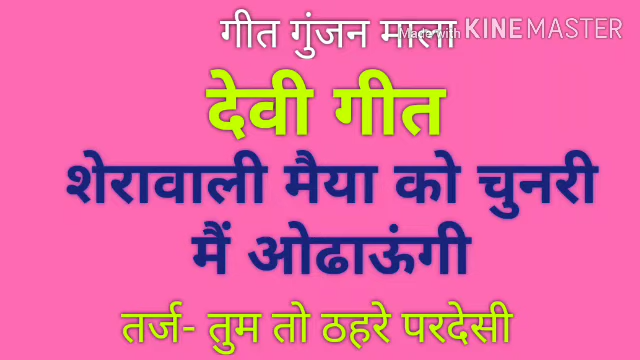 गीत गुंजन माला
Made with KINEMASTER
देवी गीत
शेरावाली मैया को चुनरी
मैं ओढाऊंगी
तर्ज- तुम तो ठहरे परदेसी